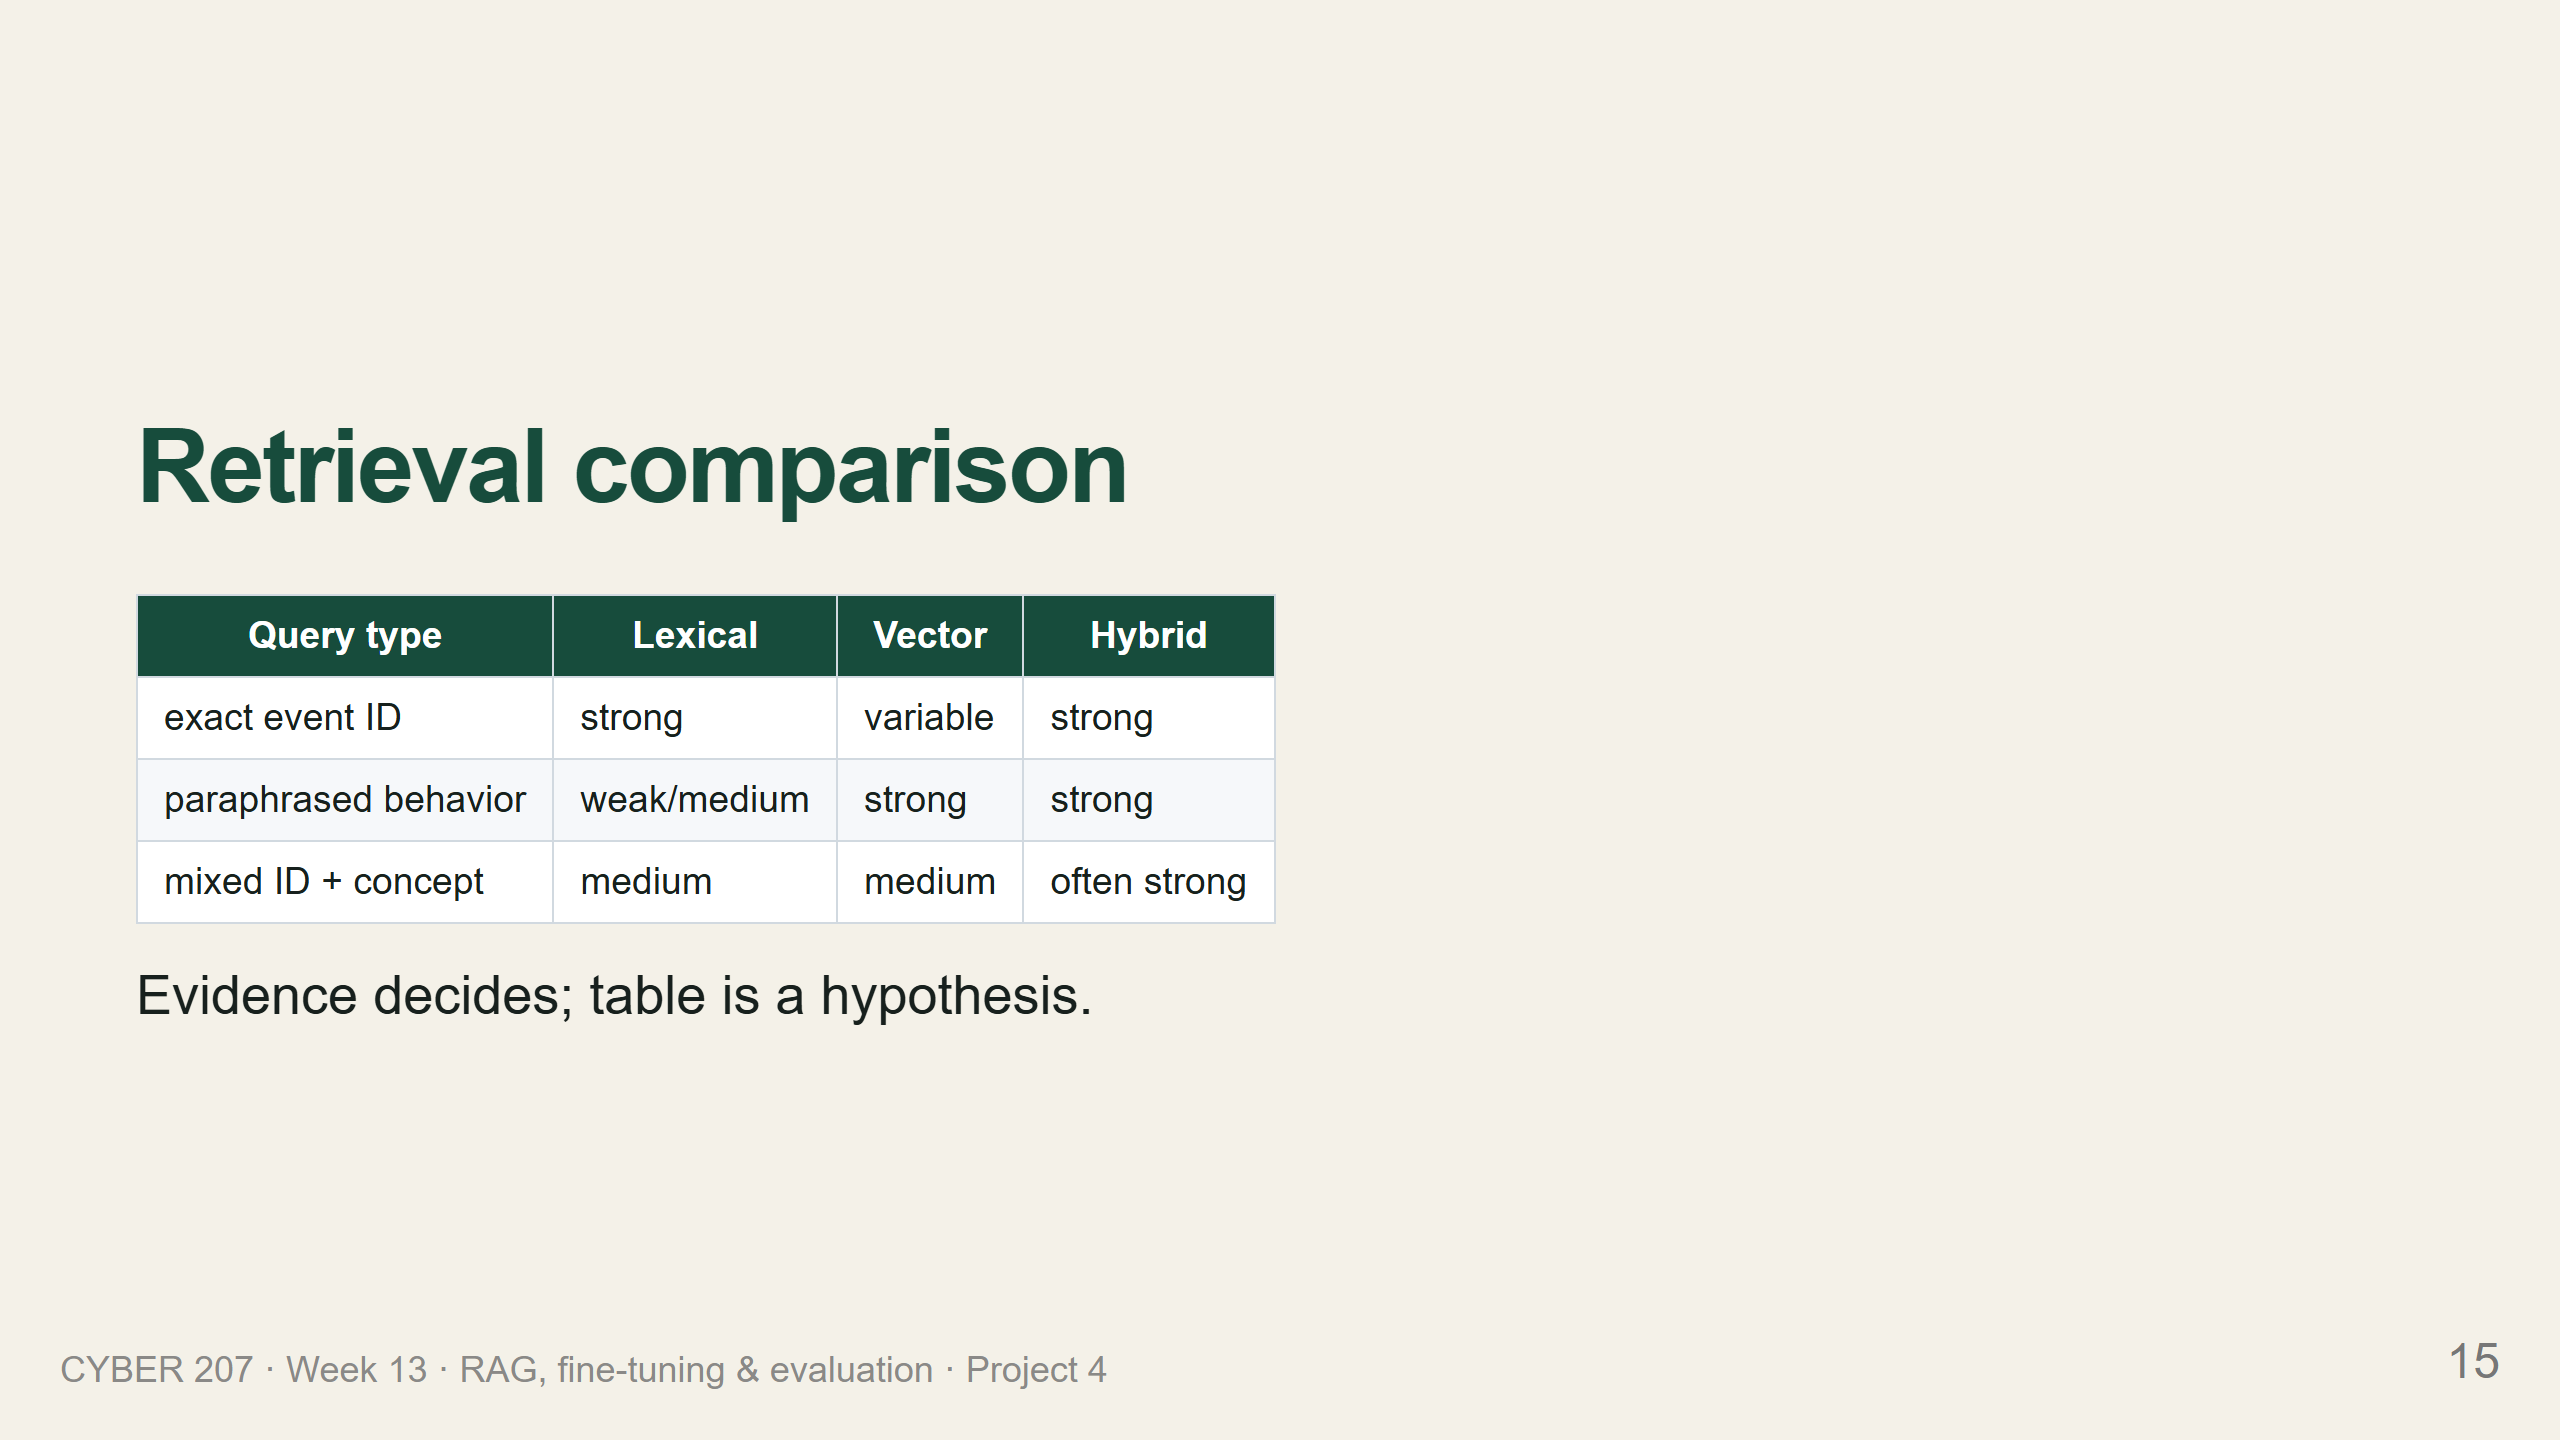 Retrieval comparison
Query type Lexical Vector Hybrid
exact event ID strong variable strong
paraphrased behavior weak/medium strong strong
mixed ID + concept medium medium often strong
Evidence decides; table is a hypothesis.
CYBER 207 · Week 13 · RAG, fine-tuning & evaluation · Project 4
15